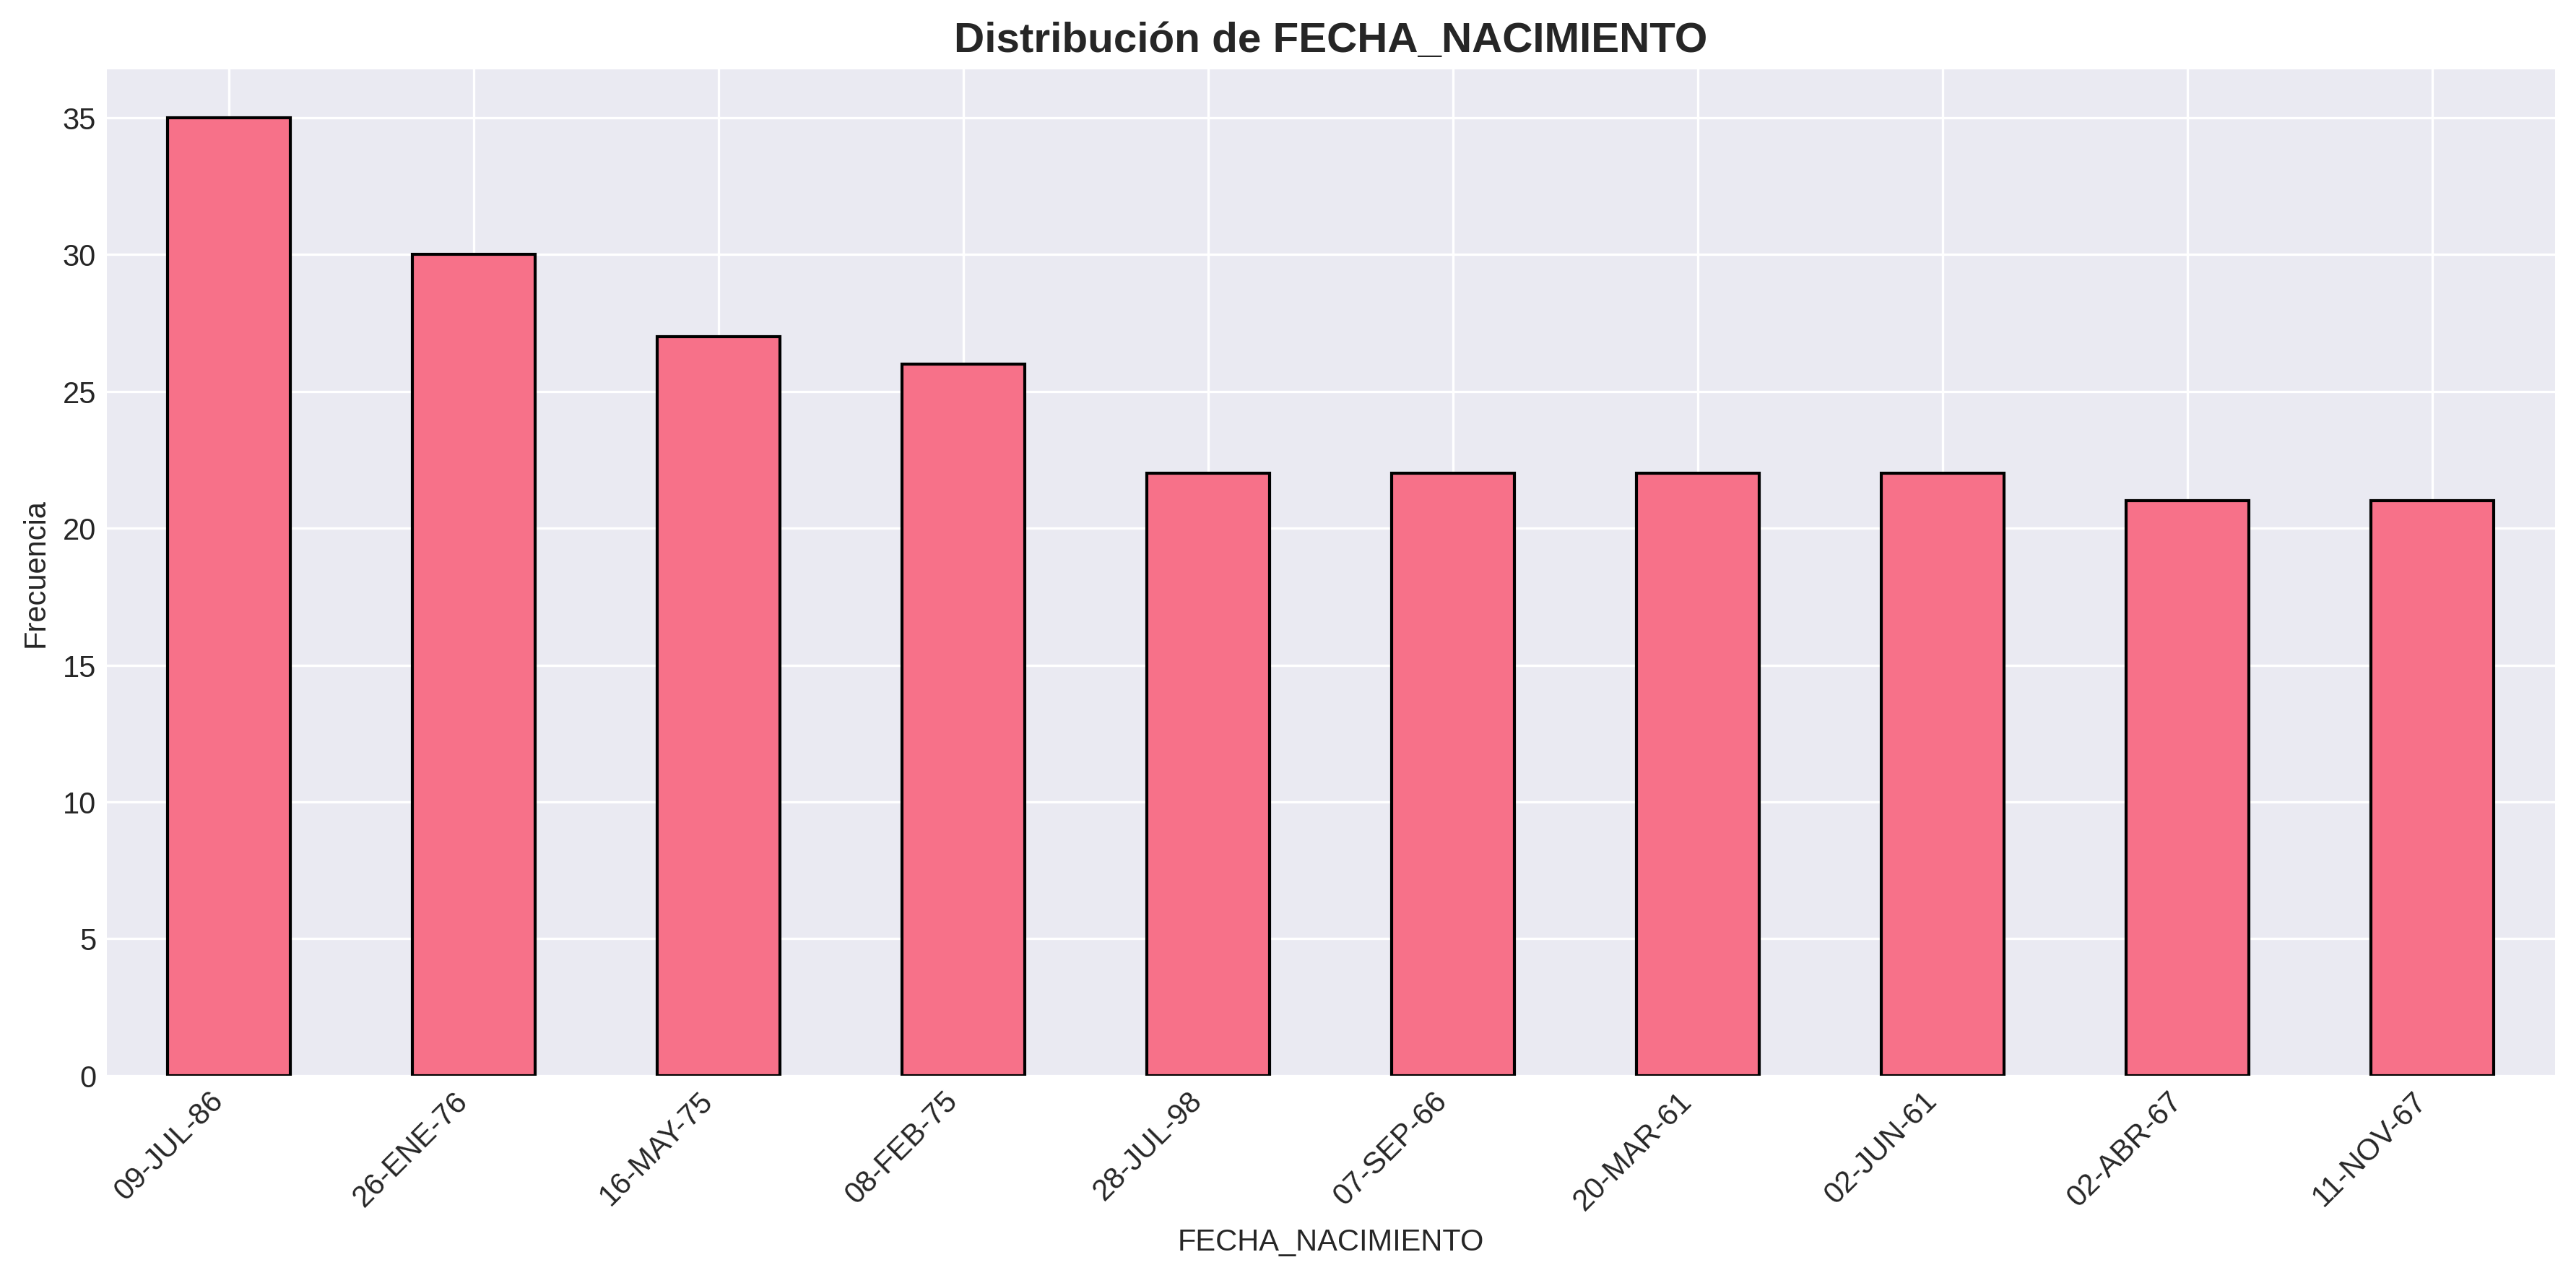 Distribución de FECHA_NACIMIENTO
Frecuencia
35
30
25
20
15
10
5
0
09-JUL-86
26-ENE-76
16-MAY-75
08-FEB-75
28-JUL-98
07-SEP-66
20-MAR-61
02-JUN-61
02-ABR-67
11-NOV-67
FECHA_NACIMIENTO